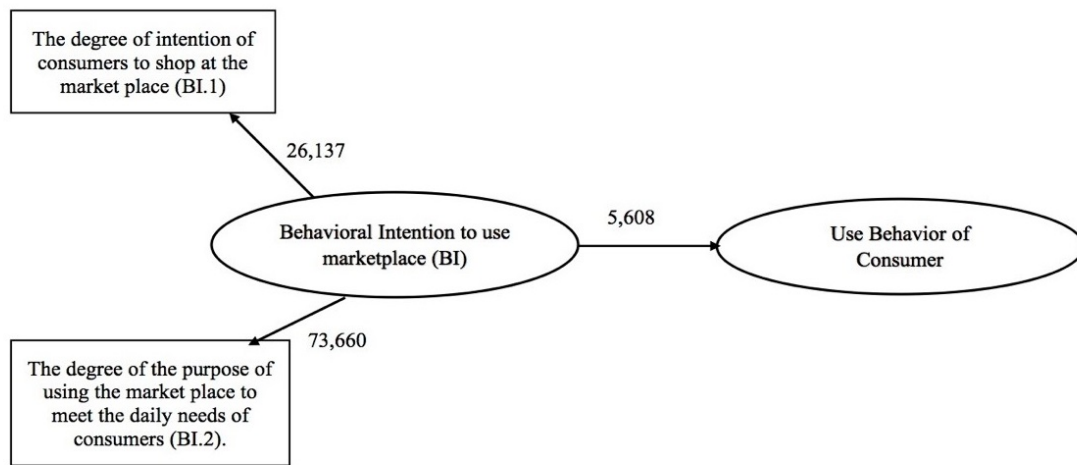 The degree of intention of
consumers to shop at the
market place (BI.1)
26,137
Behavioral Intention to use
marketplace (BI)
5,608
Use Behavior of
Consumer
73,660
The degree of the purpose of
using the market place to
meet the daily needs of
consumers (BI.2).